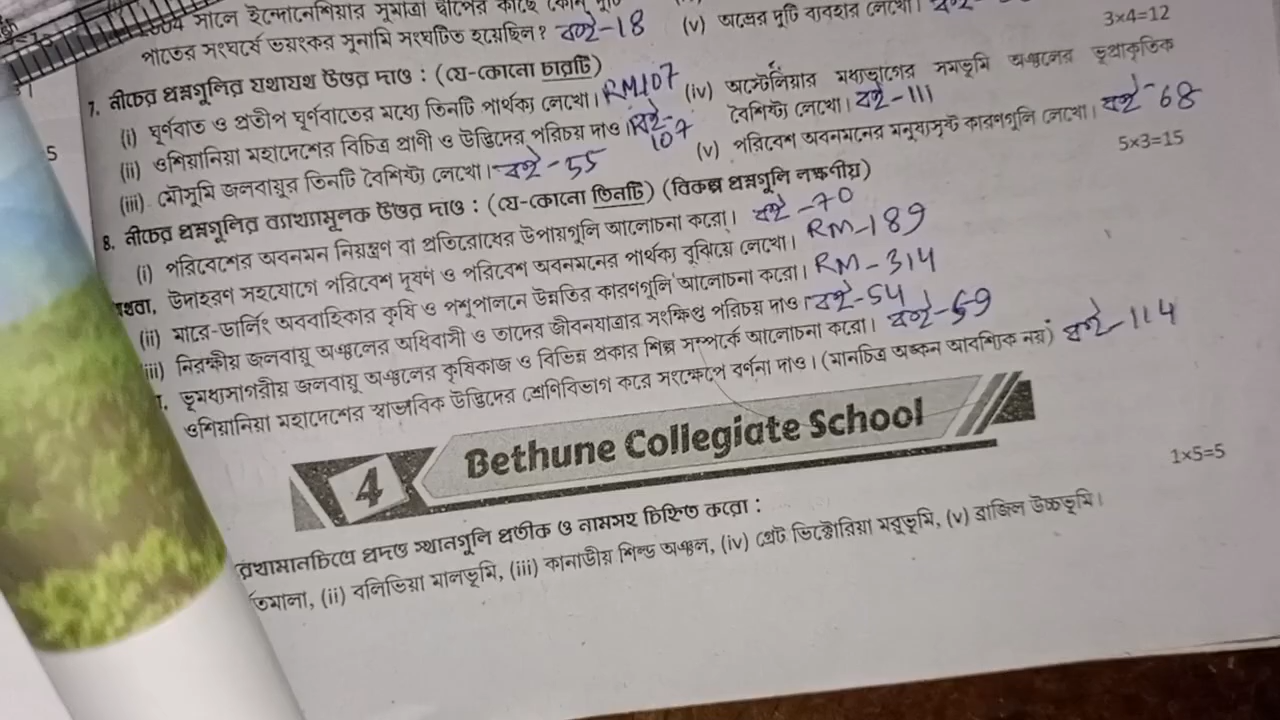 সালে ইন্দোনেশিয়ার সুমাত্রা দ্বীপের কাছে কোন্ দুটি
পাতের সংঘর্ষে ভয়ংকর সুনামি সংঘটিত হয়েছিল? বই-18
(v) অভ্রের দুটি ব্যবহার লেখো।
7. নীচের প্রশ্নগুলির যথাযথ উত্তর দাও : (যে-কোনো চারটি)
3×4=12
(i) ঘূর্ণবাত ও প্রতীপ ঘূর্ণবাতের মধ্যে তিনটি পার্থক্য লেখো। RM107
(ii) ওশিয়ানিয়া মহাদেশের বিচিত্র প্রাণী ও উদ্ভিদের পরিচয় দাও। বই-107
(iii) মৌসুমি জলবায়ুর তিনটি বৈশিষ্ট্য লেখো। বই-55
(iv) অস্ট্রেলিয়ার মধ্যভাগের সমভূমি অঞ্চলের ভূপ্রাকৃতিক
বৈশিষ্ট্য লেখো। বই-111
(v) পরিবেশ অবনমনের মনুষ্যসৃষ্ট কারণগুলি লেখো। বই-68
8. নীচের প্রশ্নগুলির ব্যাখ্যামূলক উত্তর দাও : (যে-কোনো তিনটি) (বিকল্প প্রশ্নগুলি লক্ষণীয়)
5×3=15
(i) পরিবেশের অবনমন নিয়ন্ত্রণ বা প্রতিরোধের উপায়গুলি আলোচনা করো। বই-70
অথবা, উদাহরণ সহযোগে পরিবেশ দূষণ ও পরিবেশ অবনমনের পার্থক্য বুঝিয়ে লেখো। RM-189
(ii) মারে-ডার্লিং অববাহিকার কৃষি ও পশুপালনে উন্নতির কারণগুলি আলোচনা করো। RM-314
(iii) নিরক্ষীয় জলবায়ু অঞ্চলের অধিবাসী ও তাদের জীবনযাত্রার সংক্ষিপ্ত পরিচয় দাও। বই-54
ভূমধ্যসাগরীয় জলবায়ু অঞ্চলের কৃষিকাজ ও বিভিন্ন প্রকার শিল্প সম্পর্কে আলোচনা করো। বই-59
ওশিয়ানিয়া মহাদেশের স্বাভাবিক উদ্ভিদের শ্রেণিবিভাগ করে সংক্ষেপে বর্ণনা দাও। (মানচিত্র অঙ্কন আবশ্যিক নয়) বই-114
4 Bethune Collegiate School
রেখামানচিত্রে প্রদত্ত স্থানগুলি প্রতীক ও নামসহ চিহ্নিত করো :
1×5=5
র্তমালা, (ii) বলিভিয়া মালভূমি, (iii) কানাডীয় শিল্ড অঞ্চল, (iv) গ্রেট ভিক্টোরিয়া মরুভূমি, (v) ব্রাজিল উচ্চভূমি।